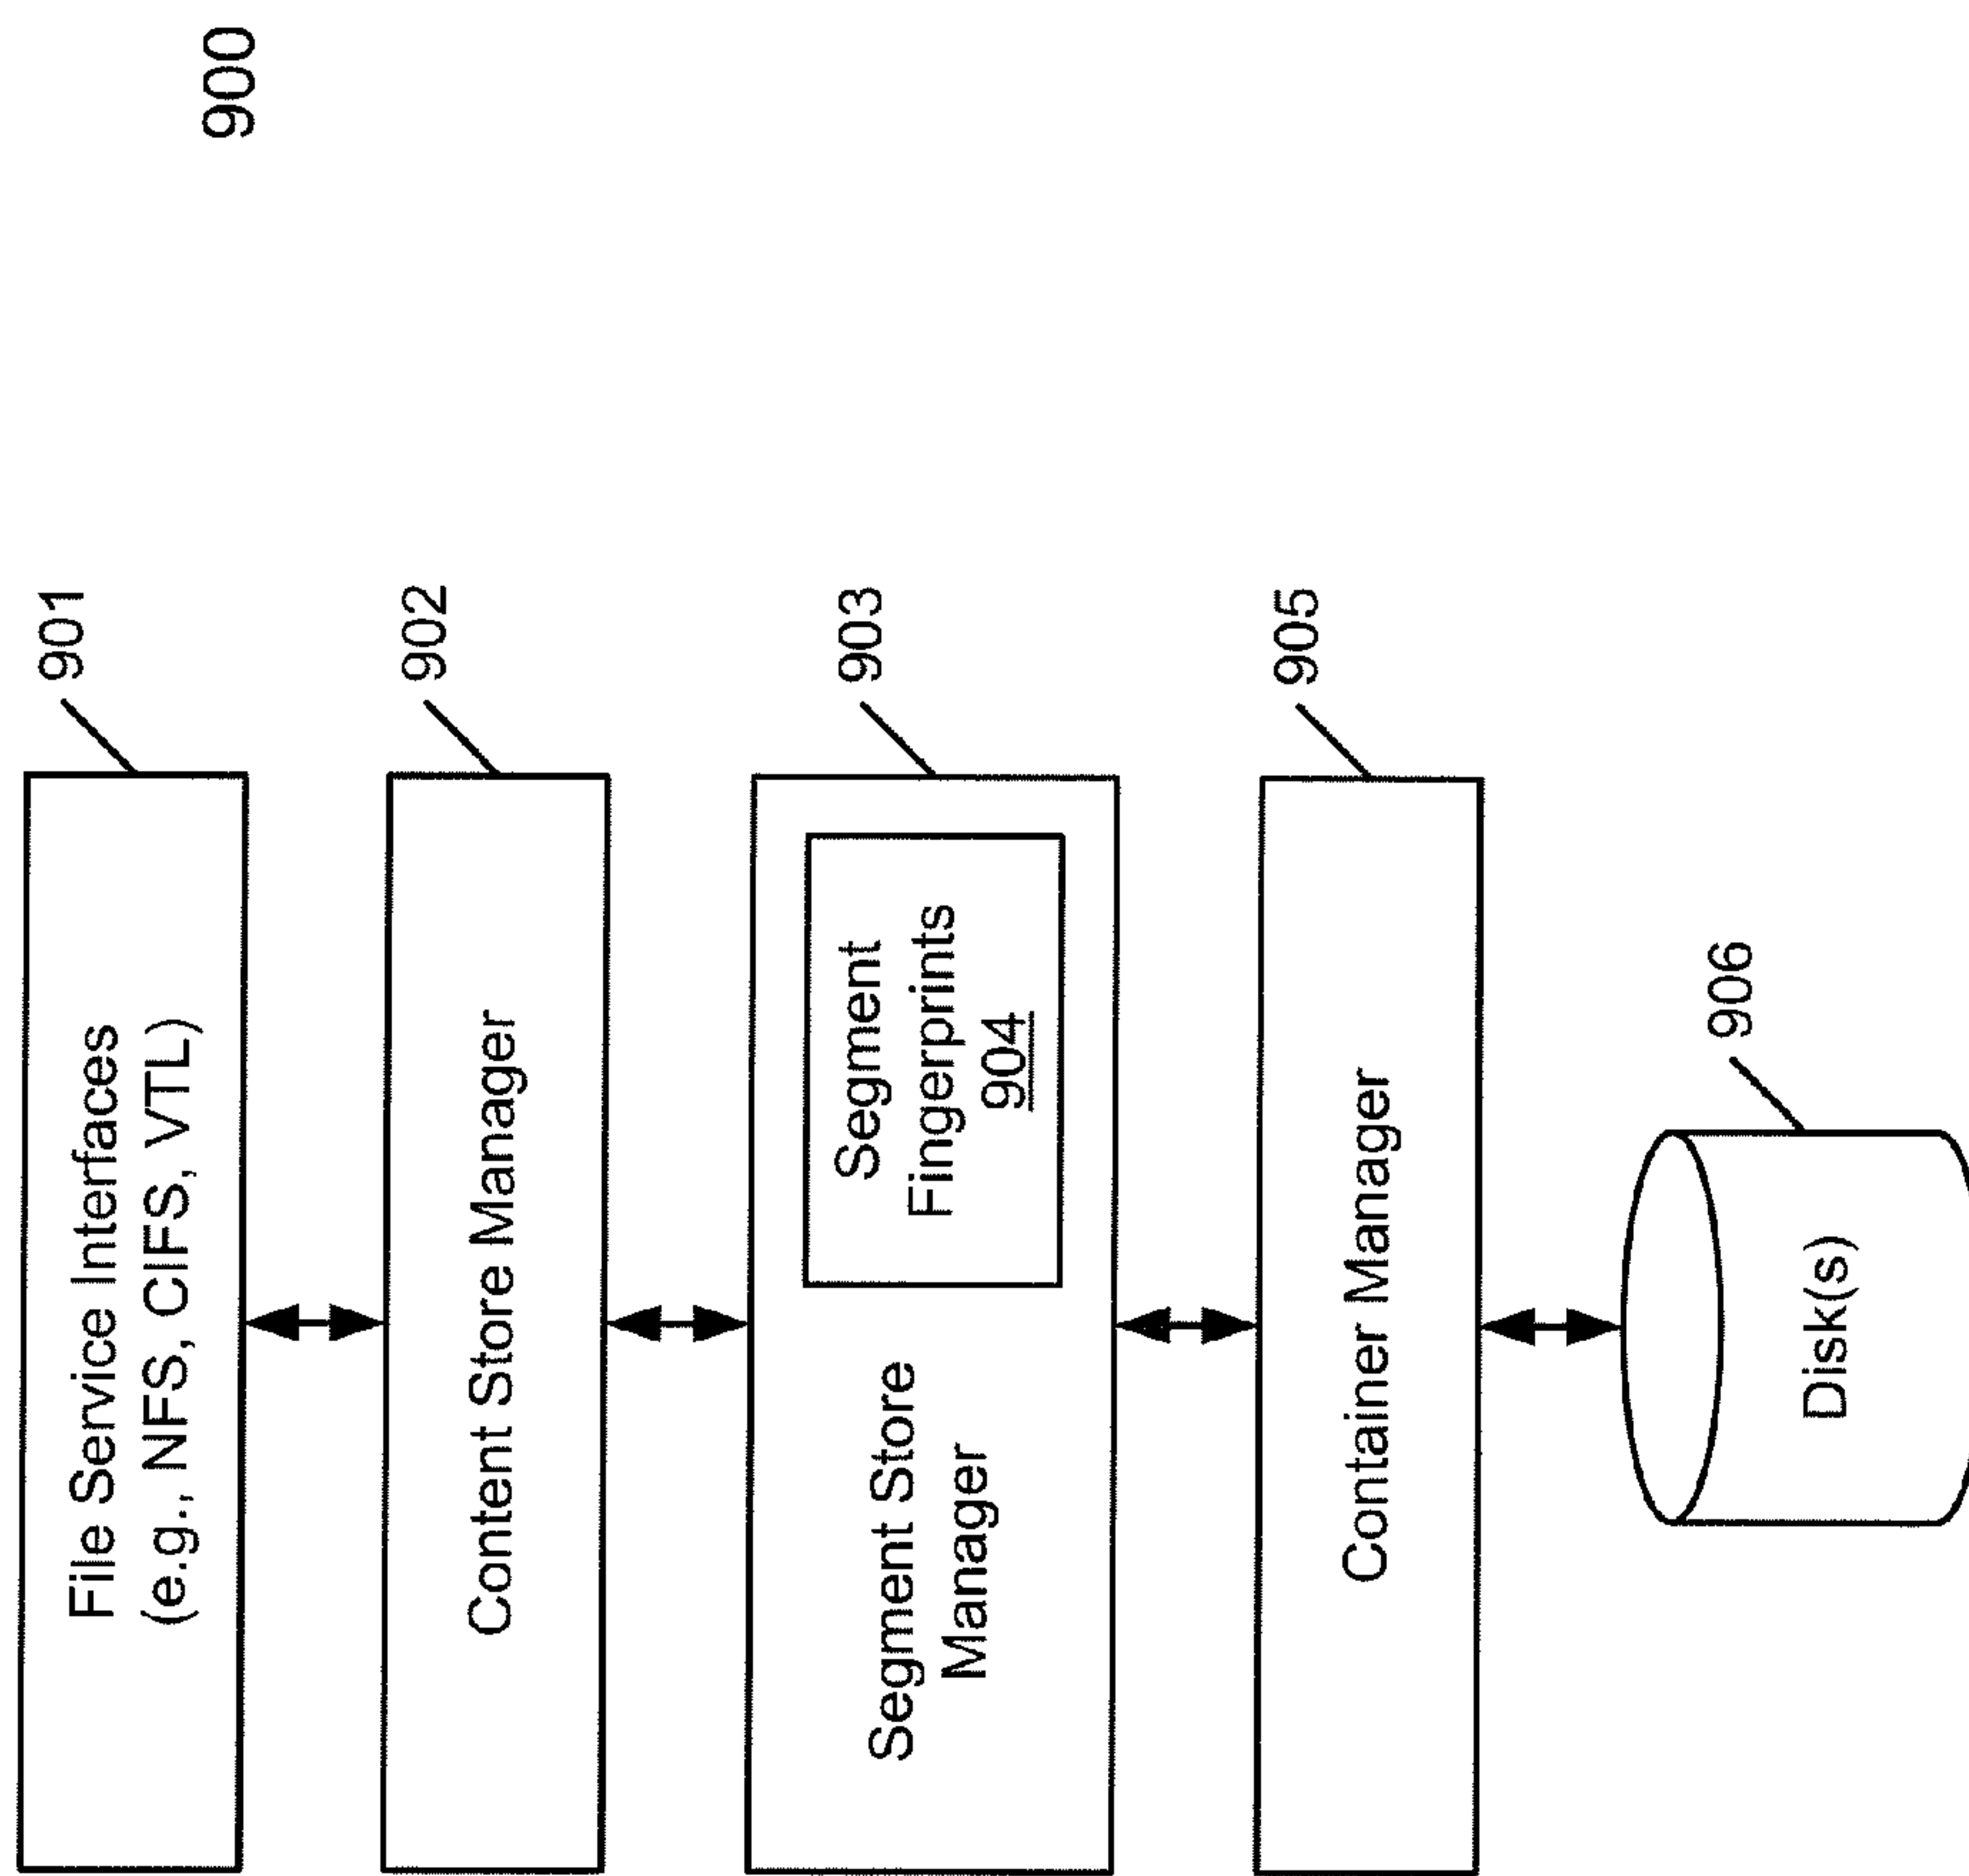 900
901
File Service Interfaces
(e.g., NFS, CIFS, VTL)
902
Content Store Manager
903
Segment Store
Manager
Segment
Fingerprints
904
905
Container Manager
906
Disk(s)